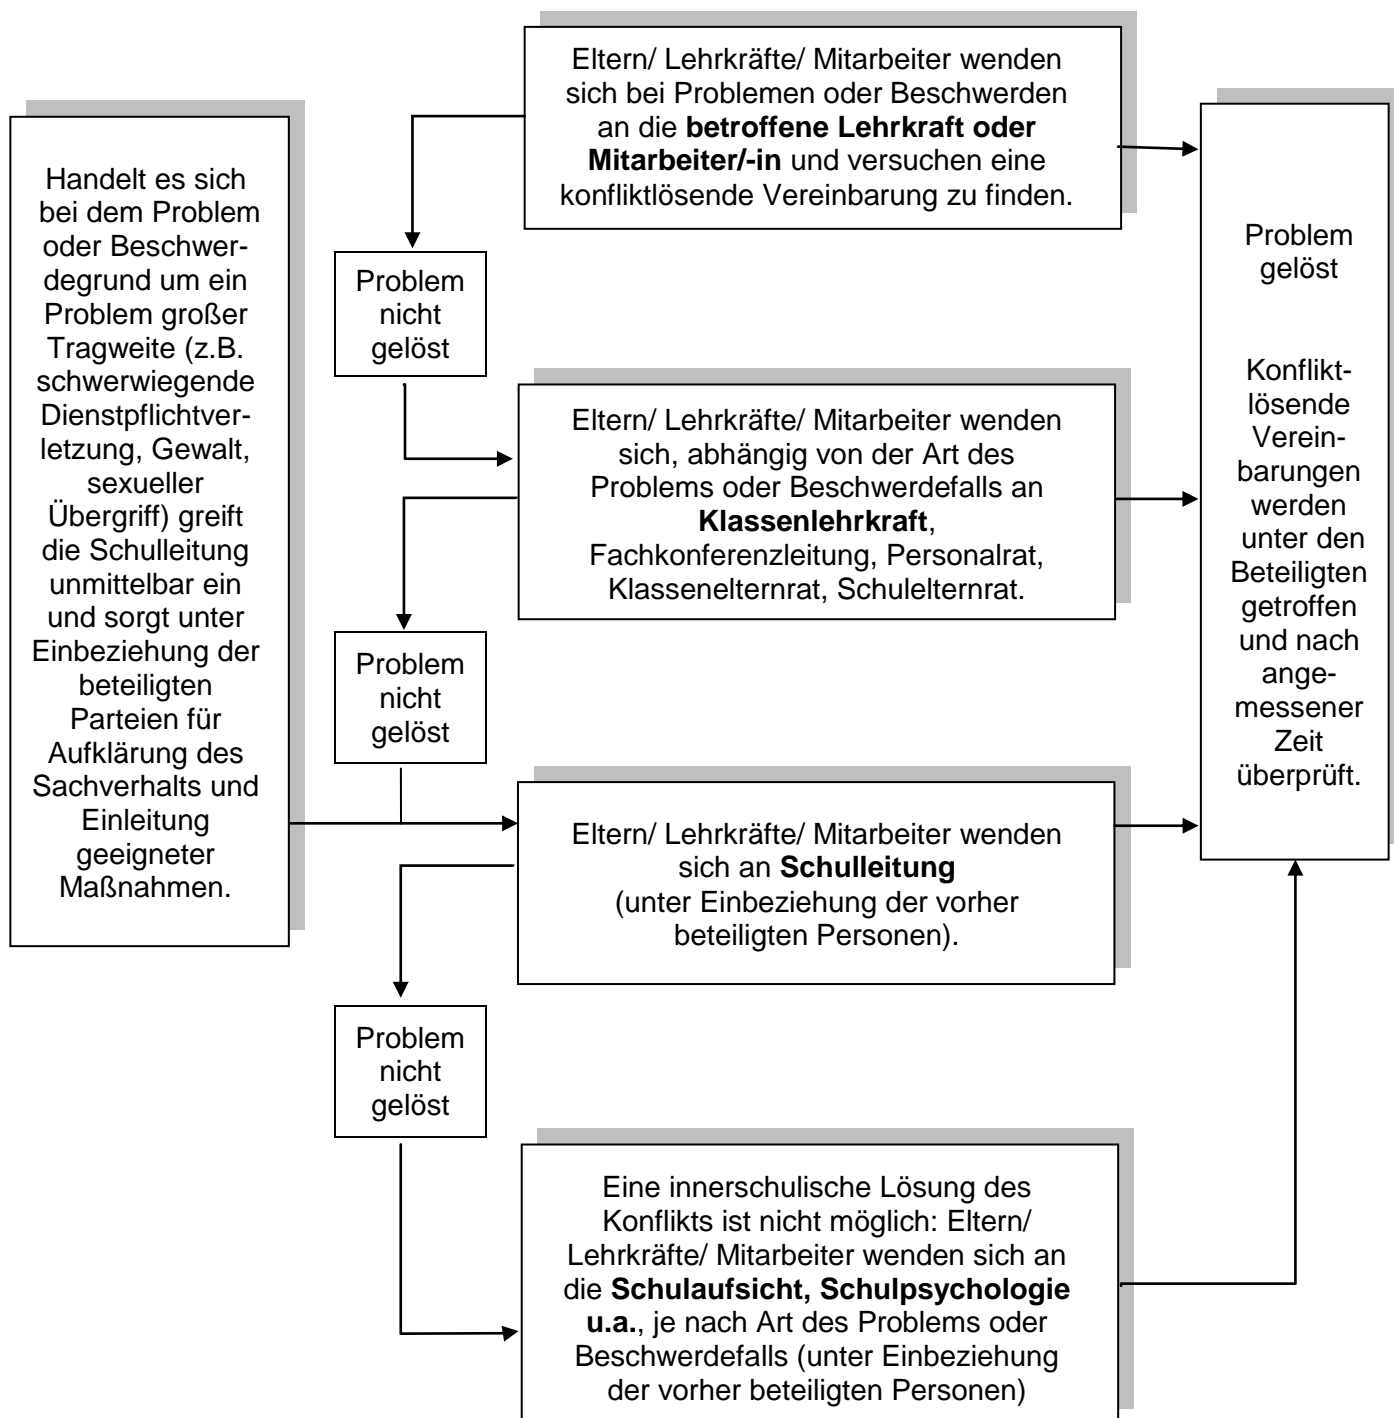 Eltern/ Lehrkräfte/ Mitarbeiter wenden
sich bei Problemen oder Beschwerden
an die betroffene Lehrkraft oder
Mitarbeiter/-in und versuchen eine
konfliktlösende Vereinbarung zu finden.
Handelt es sich
bei dem Problem
oder Beschwer-
degrund um ein
Problem großer
Tragweite (z.B.
schwerwiegende
Dienstpflichtver-
letzung, Gewalt,
sexueller
Übergriff) greift
die Schulleitung
unmittelbar ein
und sorgt unter
Einbeziehung der
beteiligten
Parteien für
Aufklärung des
Sachverhalts und
Einleitung
geeigneter
Maßnahmen.
Problem
nicht
gelöst
Eltern/ Lehrkräfte/ Mitarbeiter wenden
sich, abhängig von der Art des
Problems oder Beschwerdefalls an
Klassenlehrkraft,
Fachkonferenzleitung, Personalrat,
Klassenelternrat, Schulelternrat.
Problem
nicht
gelöst
Eltern/ Lehrkräfte/ Mitarbeiter wenden
sich an Schulleitung
(unter Einbeziehung der vorher
beteiligten Personen).
Problem
nicht
gelöst
Eine innerschulische Lösung des
Konflikts ist nicht möglich: Eltern/
Lehrkräfte/ Mitarbeiter wenden sich an
die Schulaufsicht, Schulpsychologie
u.a., je nach Art des Problems oder
Beschwerdefalls (unter Einbeziehung
der vorher beteiligten Personen)
Problem
gelöst
Konflikt-
lösende
Verein-
barungen
werden
unter den
Beteiligten
getroffen
und nach
ange-
messener
Zeit
überprüft.